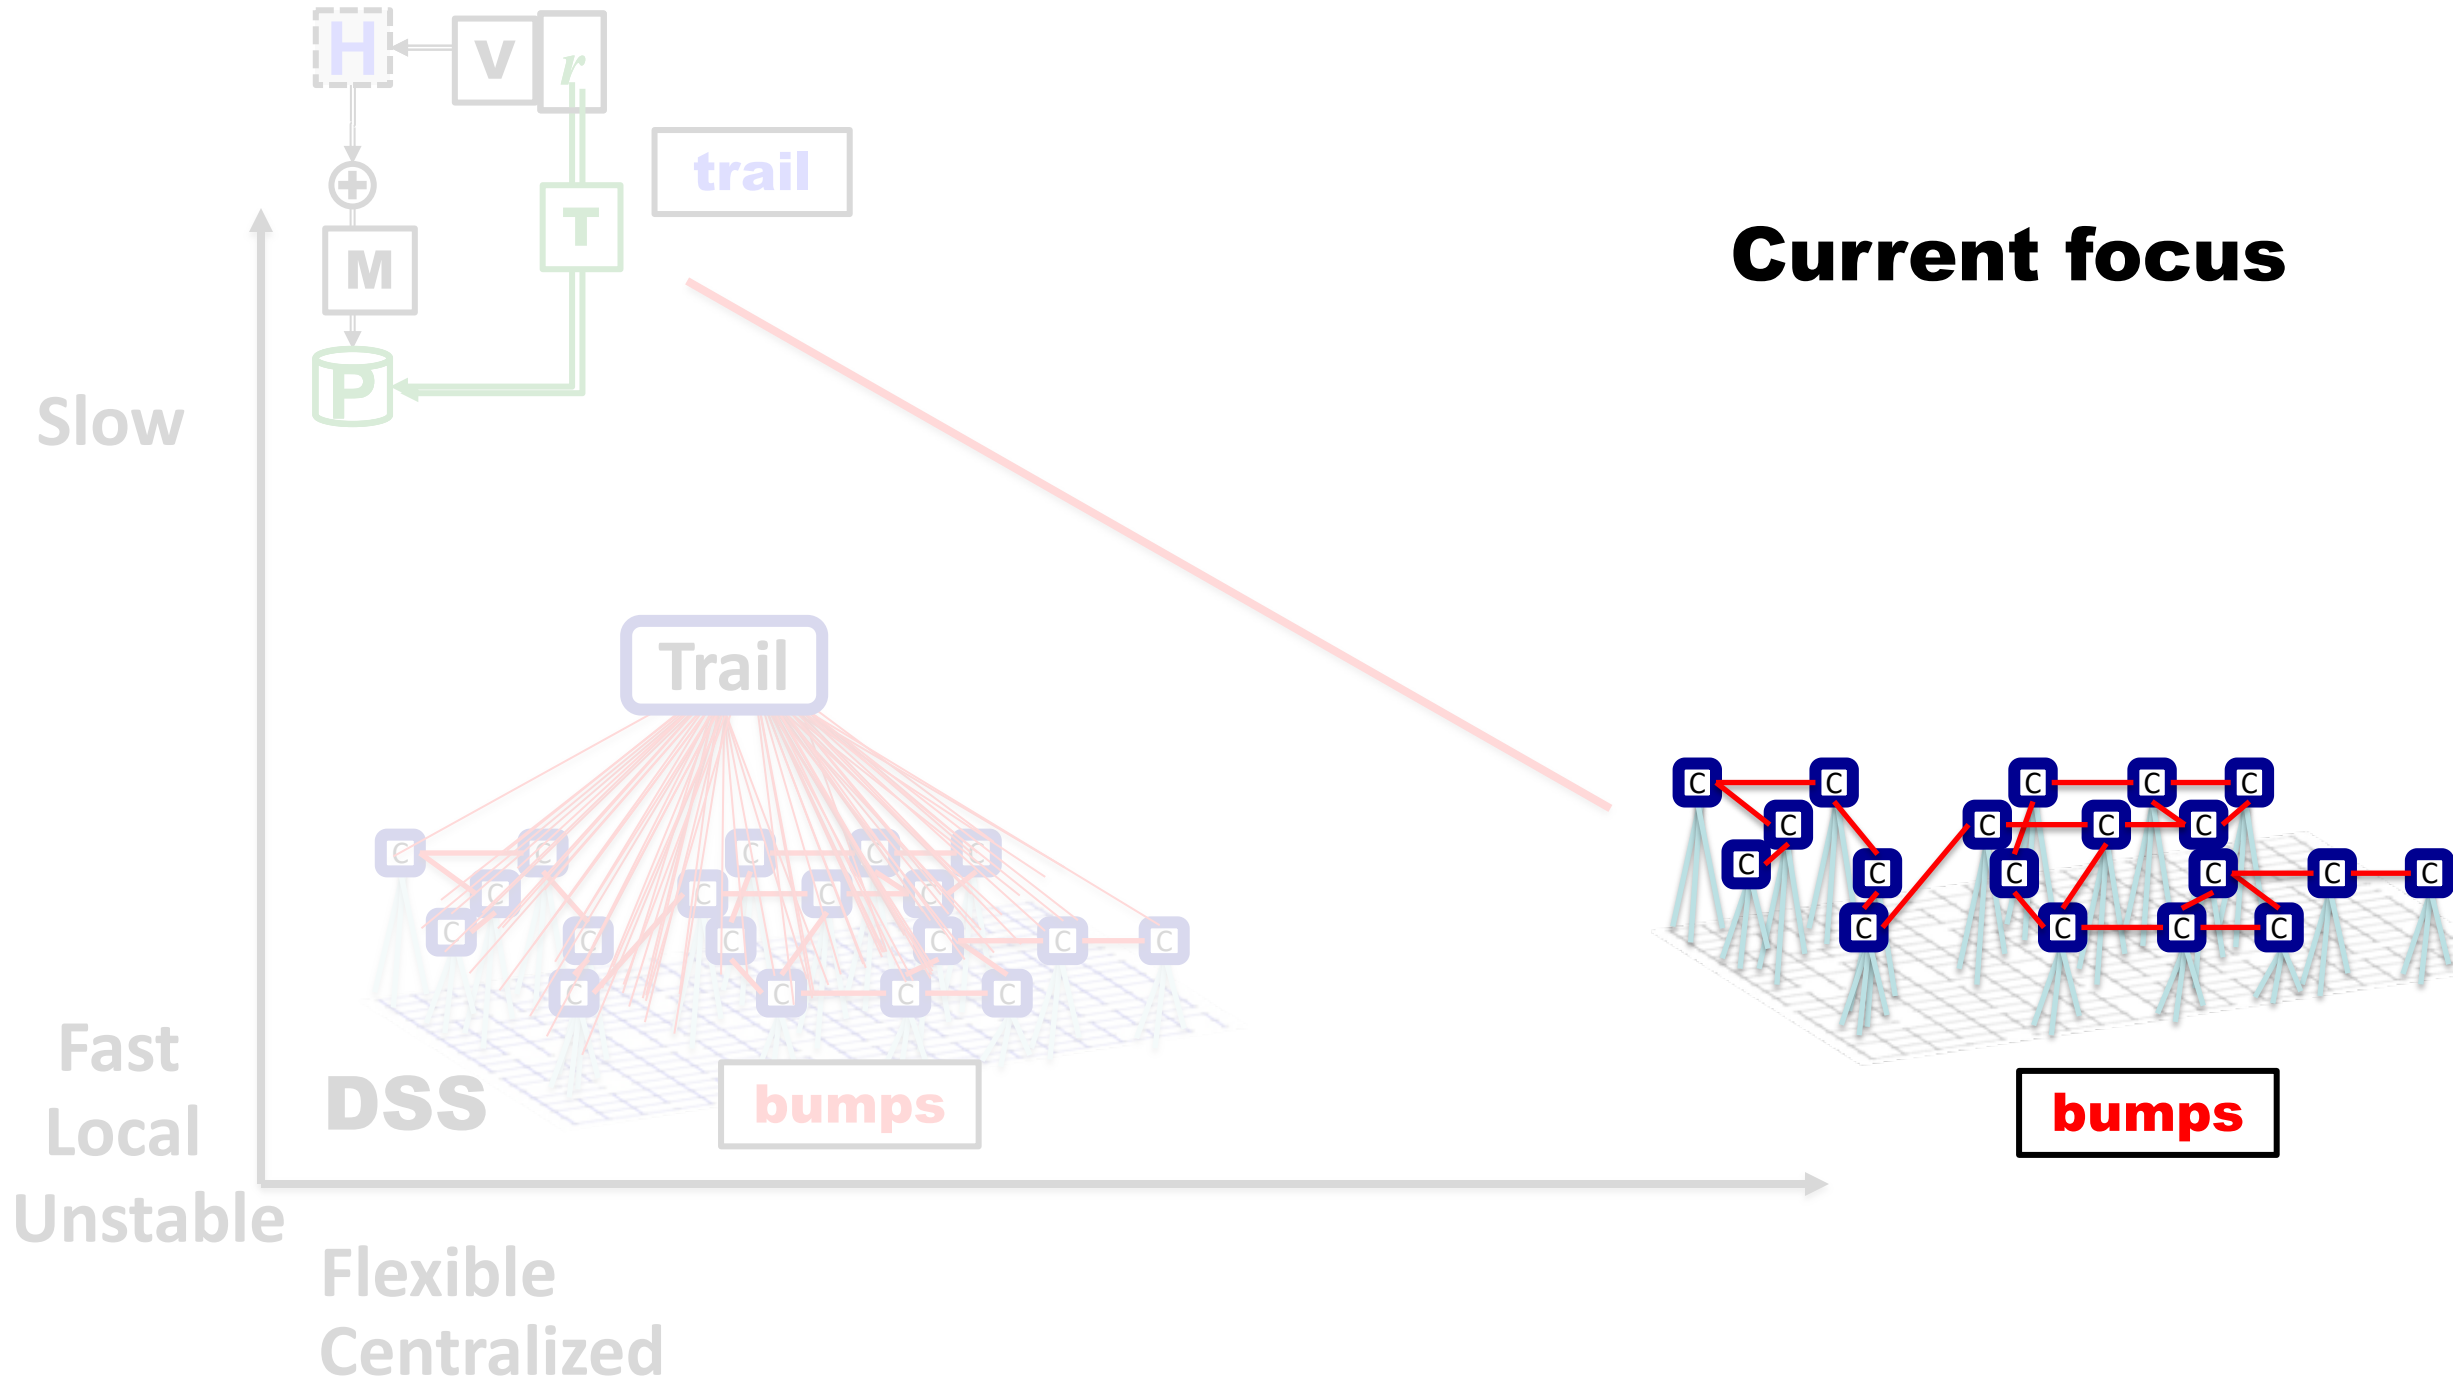 H
V
r
trail
T
Current focus
M
P
Slow
Trail
C C C C C
C C C C
C C C C C C
C C C C C
C C C C C
C C C C
C
C C C C C
C C C C
Fast
DSS
bumps
bumps
Local
Unstable
Flexible
Centralized